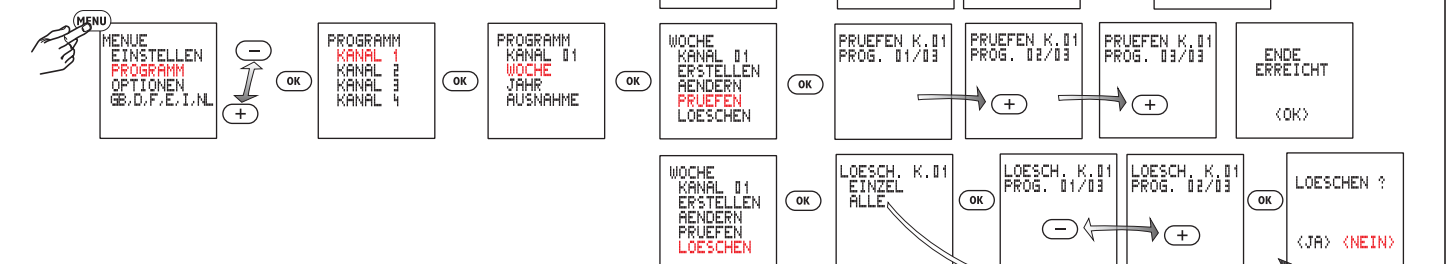 MENU
MENUE
EINSTELLEN
PROGRAMM
OPTIONEN
GB,D,F,E,I,NL
−
+
OK
PROGRAMM
KANAL 1
KANAL 2
KANAL 3
KANAL 4
OK
PROGRAMM
KANAL 01
WOCHE
JAHR
AUSNAHME
OK
WOCHE
KANAL 01
ERSTELLEN
AENDERN
PRUEFEN
LOESCHEN
OK
PRUEFEN K.01
PROG. 01/03
+
PRUEFEN K.01
PROG. 02/03
+
PRUEFEN K.01
PROG. 03/03
ENDE
ERREICHT
<OK>
WOCHE
KANAL 01
ERSTELLEN
AENDERN
PRUEFEN
LOESCHEN
OK
LOESCH. K.01
EINZEL
ALLE
OK
LOESCH. K.01
PROG. 01/03
−
LOESCH. K.01
PROG. 02/03
+
OK
LOESCHEN ?
<JA> <NEIN>